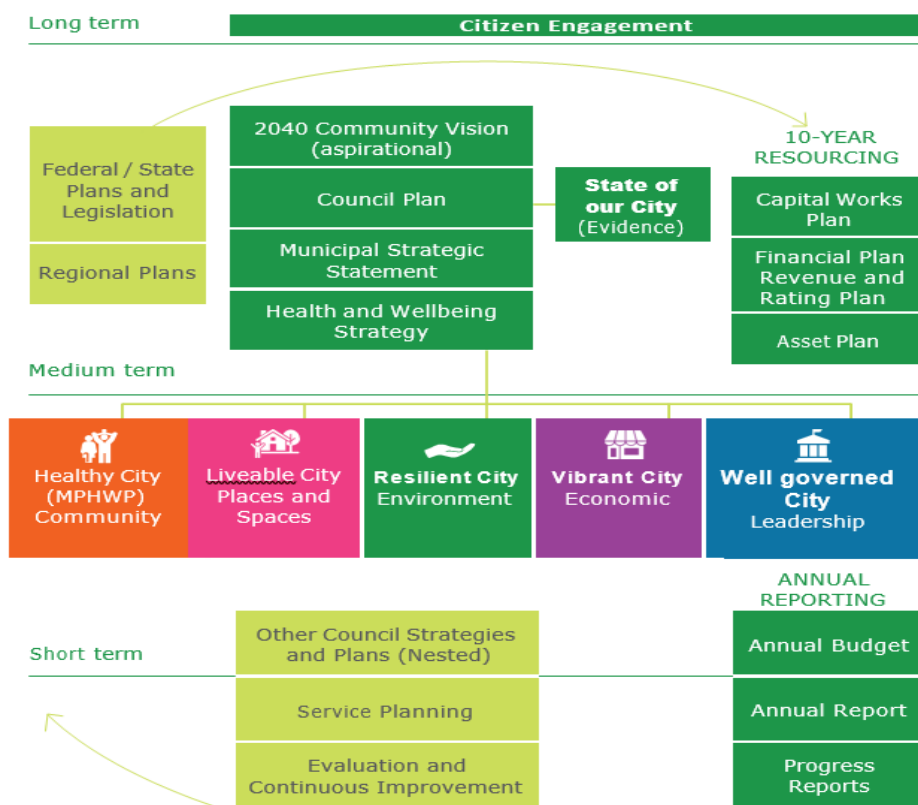 Long term
Citizen Engagement
Federal / State
Plans and
Legislation
Regional Plans
2040 Community Vision
(aspirational)
Council Plan
Municipal Strategic
Statement
Health and Wellbeing
Strategy
State of
our City
(Evidence)
10-YEAR
RESOURCING
Capital Works
Plan
Financial Plan
Revenue and
Rating Plan
Asset Plan
Medium term
Healthy City
(MPHWP)
Community
Liveable City
Places and
Spaces
Resilient City
Environment
Vibrant City
Economic
Well governed
City
Leadership
Short term
Other Council Strategies
and Plans (Nested)
Service Planning
Evaluation and
Continuous Improvement
ANNUAL
REPORTING
Annual Budget
Annual Report
Progress
Reports